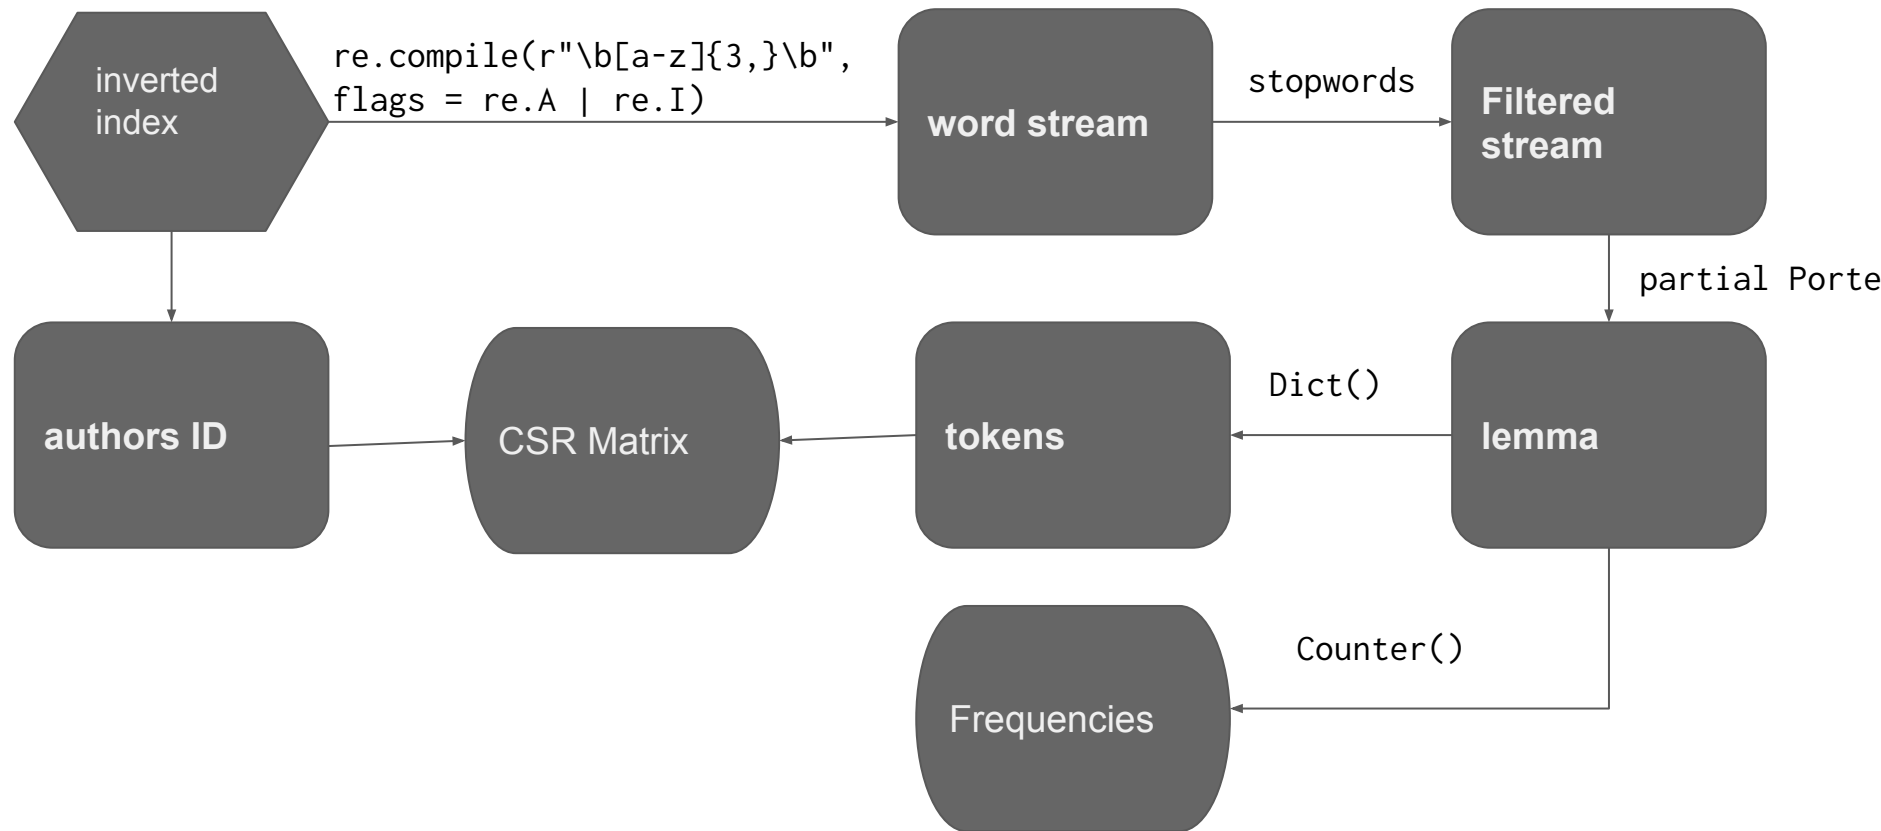 inverted
index
re.compile(r"\b[a-z]{3,}\b",
flags = re.A | re.I)
word stream
stopwords
Filtered
stream
partial Porte
authors ID
CSR Matrix
tokens
Dict()
lemma
Counter()
Frequencies